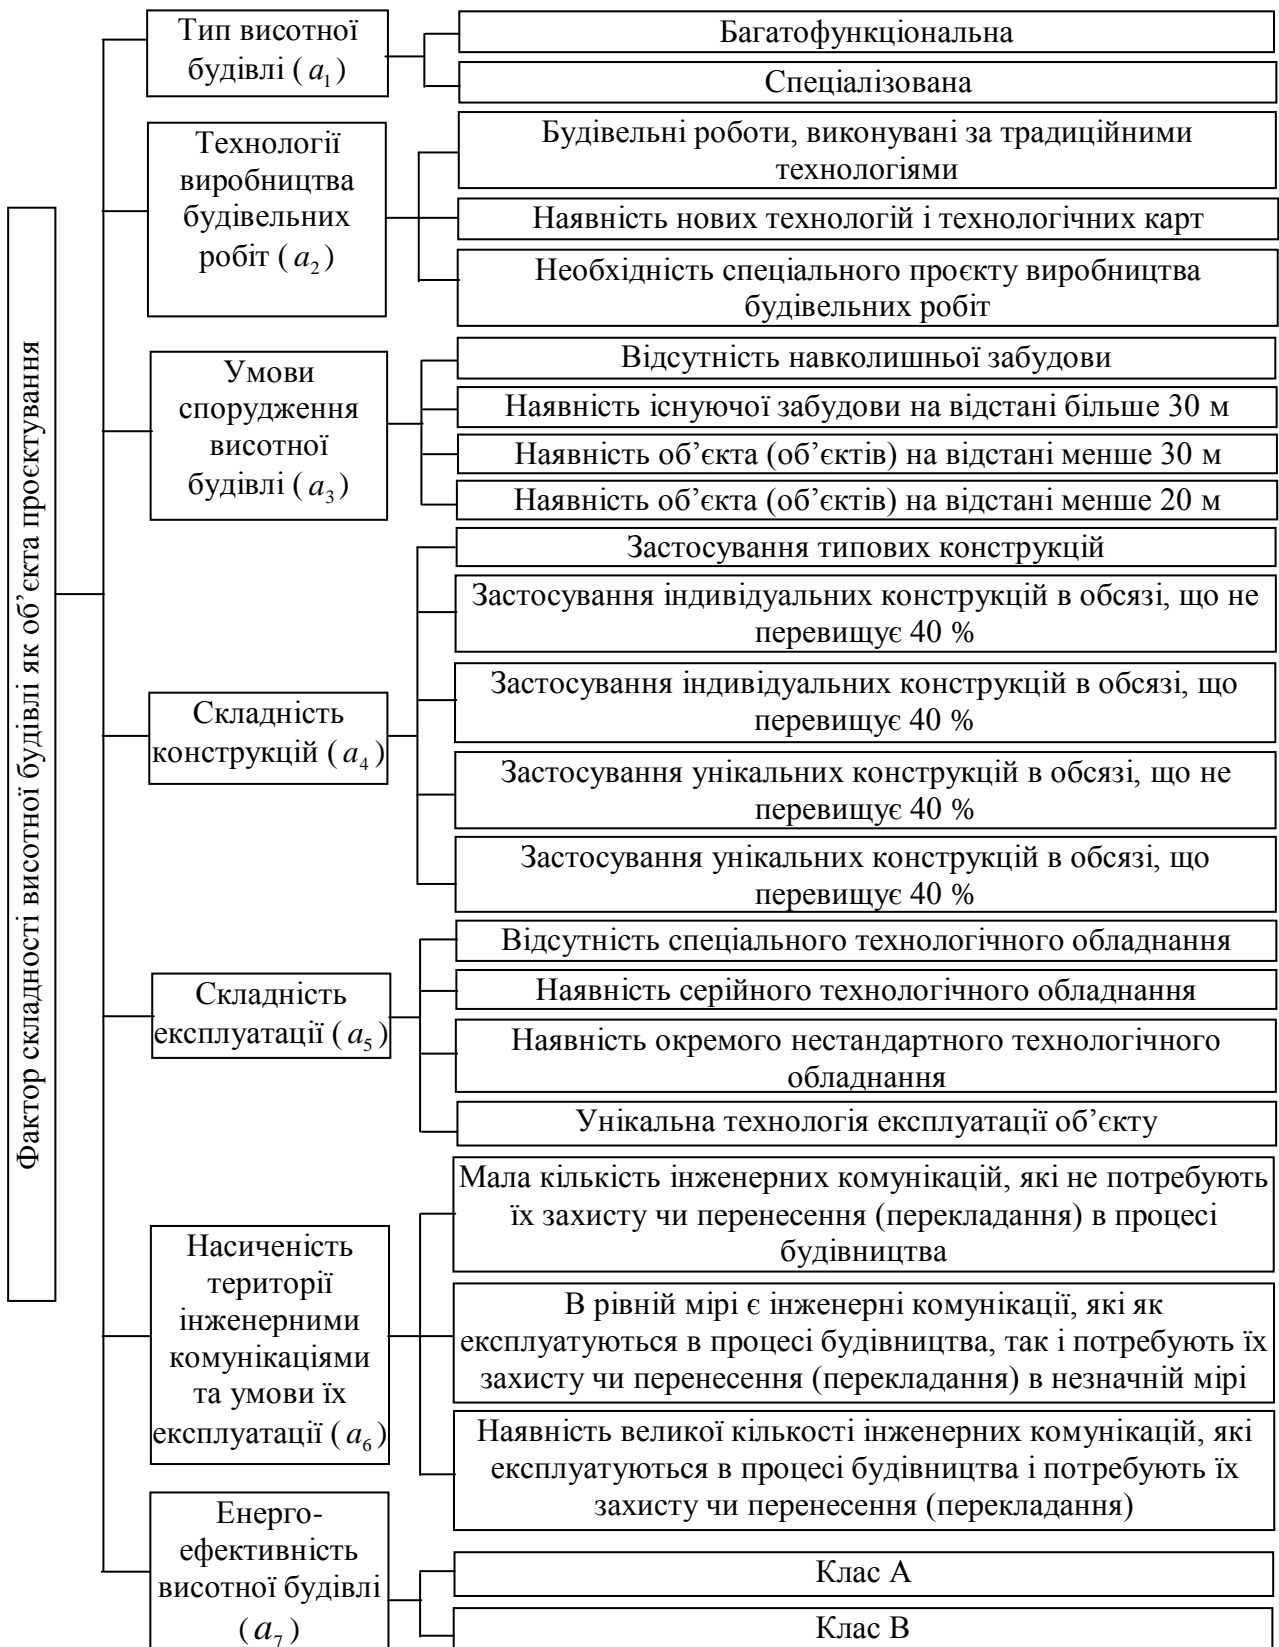 Фактор складності висотної будівлі як об’єкта проєктування
Тип висотної
будівлі (a₁)
Багатофункціональна
Спеціалізована
Технології
виробництва
будівельних
робіт (a₂)
Будівельні роботи, виконувані за традиційними
технологіями
Наявність нових технологій і технологічних карт
Необхідність спеціального проєкту виробництва
будівельних робіт
Умови
спорудження
висотної
будівлі (a₃)
Відсутність навколишньої забудови
Наявність існуючої забудови на відстані більше 30 м
Наявність об’єкта (об’єктів) на відстані менше 30 м
Наявність об’єкта (об’єктів) на відстані менше 20 м
Складність
конструкцій (a₄)
Застосування типових конструкцій
Застосування індивідуальних конструкцій в обсязі, що не
перевищує 40 %
Застосування індивідуальних конструкцій в обсязі, що
перевищує 40 %
Застосування унікальних конструкцій в обсязі, що не
перевищує 40 %
Застосування унікальних конструкцій в обсязі, що
перевищує 40 %
Складність
експлуатації (a₅)
Відсутність спеціального технологічного обладнання
Наявність серійного технологічного обладнання
Наявність окремого нестандартного технологічного
обладнання
Унікальна технологія експлуатації об’єкту
Насиченість
території
інженерними
комунікаціями
та умови їх
експлуатації (a₆)
Мала кількість інженерних комунікацій, які не потребують
їх захисту чи перенесення (перекладання) в процесі
будівництва
В рівній мірі є інженерні комунікації, які як
експлуатуються в процесі будівництва, так і потребують їх
захисту чи перенесення (перекладання) в незначній мірі
Наявність великої кількості інженерних комунікацій, які
експлуатуються в процесі будівництва і потребують їх
захисту чи перенесення (перекладання)
Енерго-
ефективність
висотної будівлі
(a₇)
Клас А
Клас В